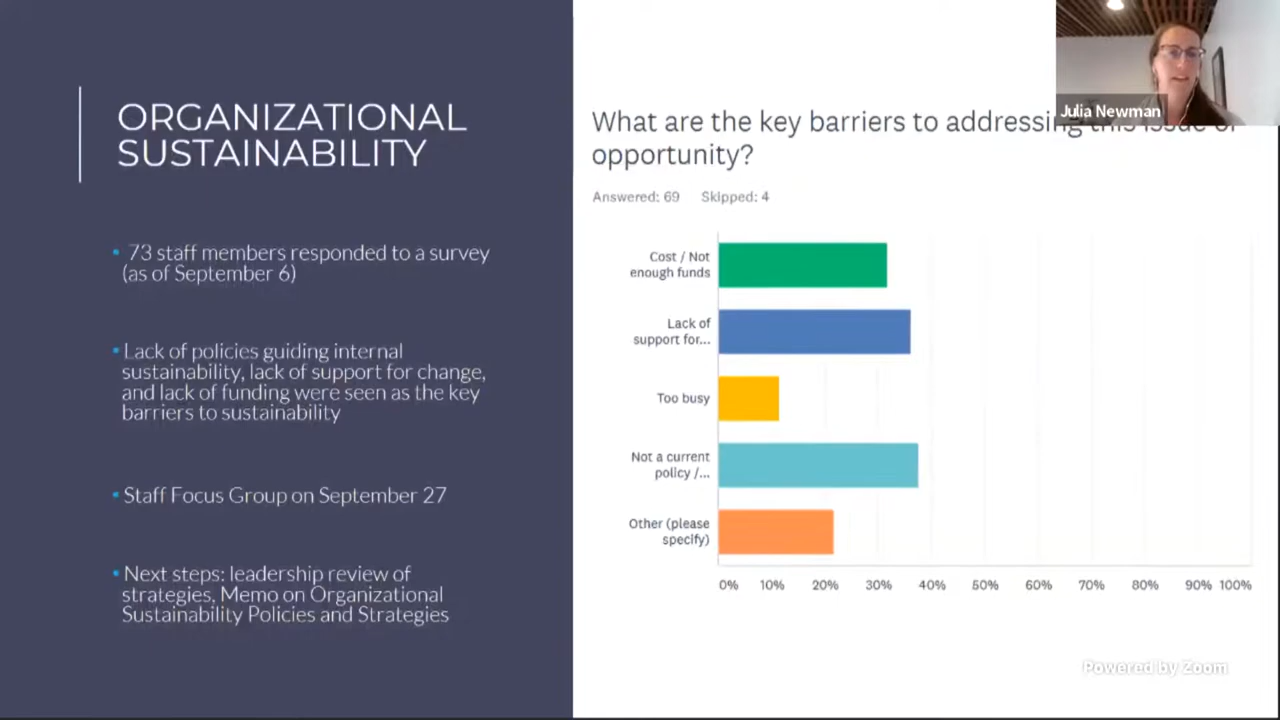 ORGANIZATIONAL
SUSTAINABILITY
73 staff members responded to a survey
(as of September 6)
Lack of policies guiding internal
sustainability, lack of support for change,
and lack of funding were seen as the key
barriers to sustainability
Staff Focus Group on September 27
Next steps: leadership review of
strategies, Memo on Organizational
Sustainability Policies and Strategies
Julia Newman
What are the key barriers to addressing this issue or
opportunity?
Answered: 69 Skipped: 4
Cost / Not
enough funds
Lack of
support for...
Too busy
Not a current
policy /...
Other (please
specify)
0% 10% 20% 30% 40% 50% 60% 70% 80% 90% 100%
Powered by Zoom